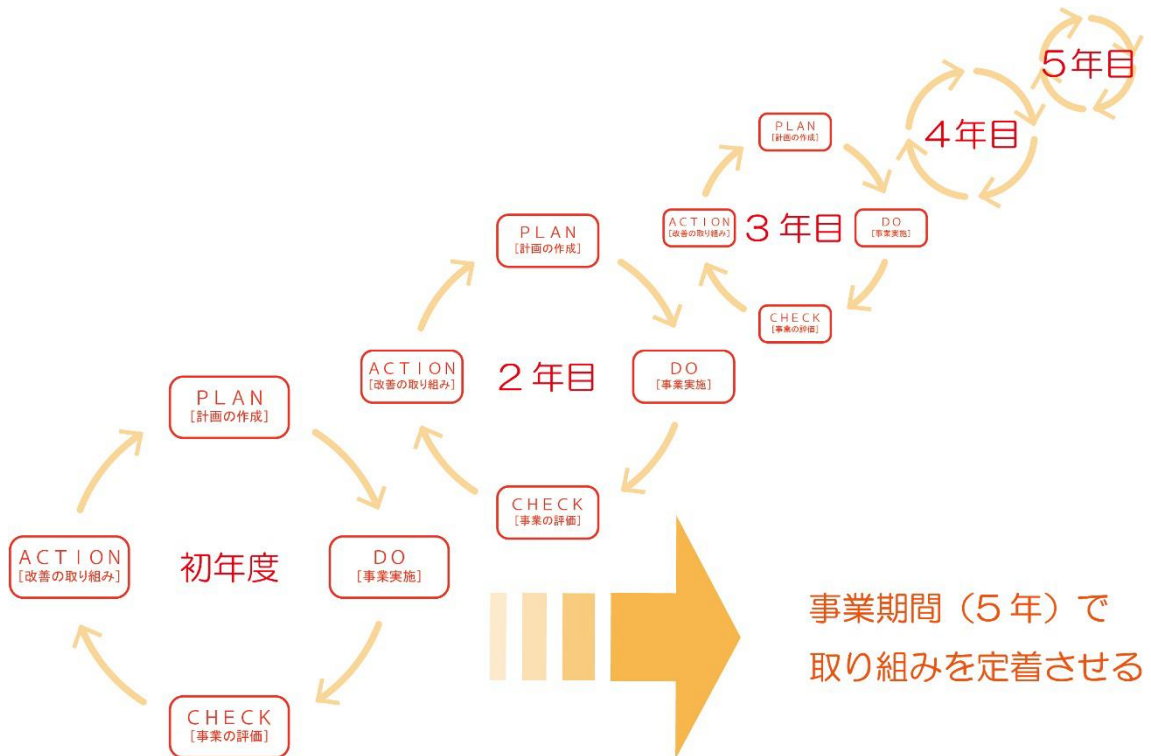 初年度
PLAN
[計画の作成]
DO
[事業実施]
CHECK
[事業の評価]
ACTION
[改善の取り組み]
2年目
PLAN
[計画の作成]
DO
[事業実施]
CHECK
[事業の評価]
ACTION
[改善の取り組み]
3年目
PLAN
[計画の作成]
DO
[事業実施]
CHECK
[事業の評価]
ACTION
[改善の取り組み]
4年目
5年目
事業期間（5年）で
取り組みを定着させる